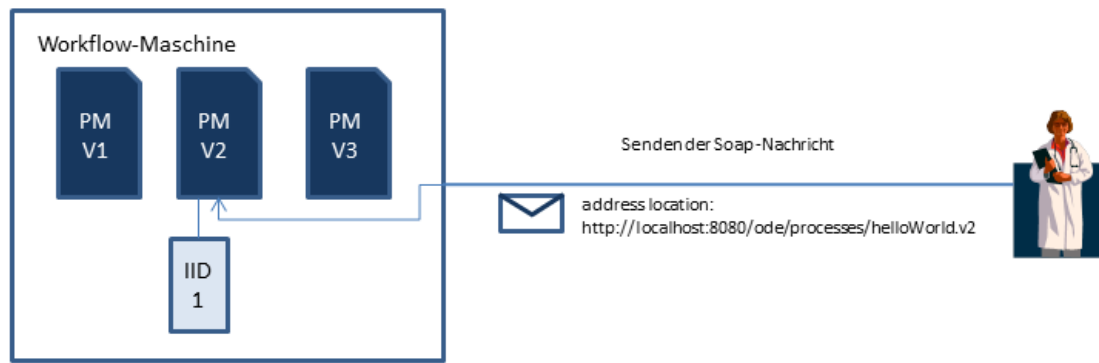 Workflow-Maschine
PM
V1
PM
V2
PM
V3
IID
1
Senden der Soap-Nachricht
address location:
http://localhost:8080/ode/processes/helloWorld.v2